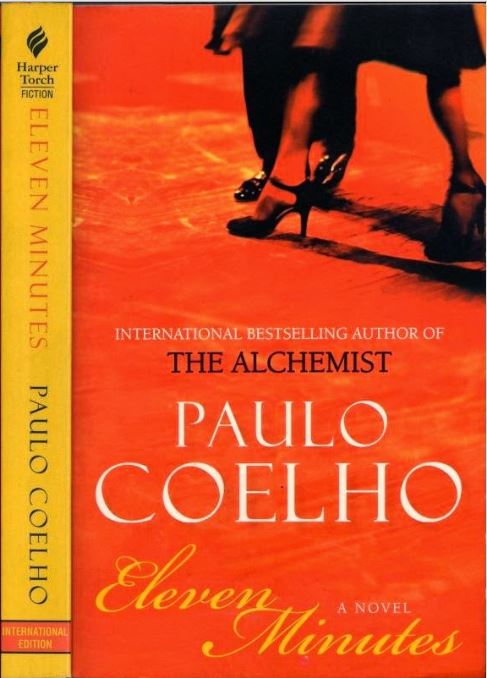 Harper
Torch
FICTION
ELEVEN MINUTES
PAULO COELHO
INTERNATIONAL
EDITION
INTERNATIONAL BESTSELLING AUTHOR OF
THE ALCHEMIST
PAULO
COELHO
Eleven
A NOVEL
Minutes